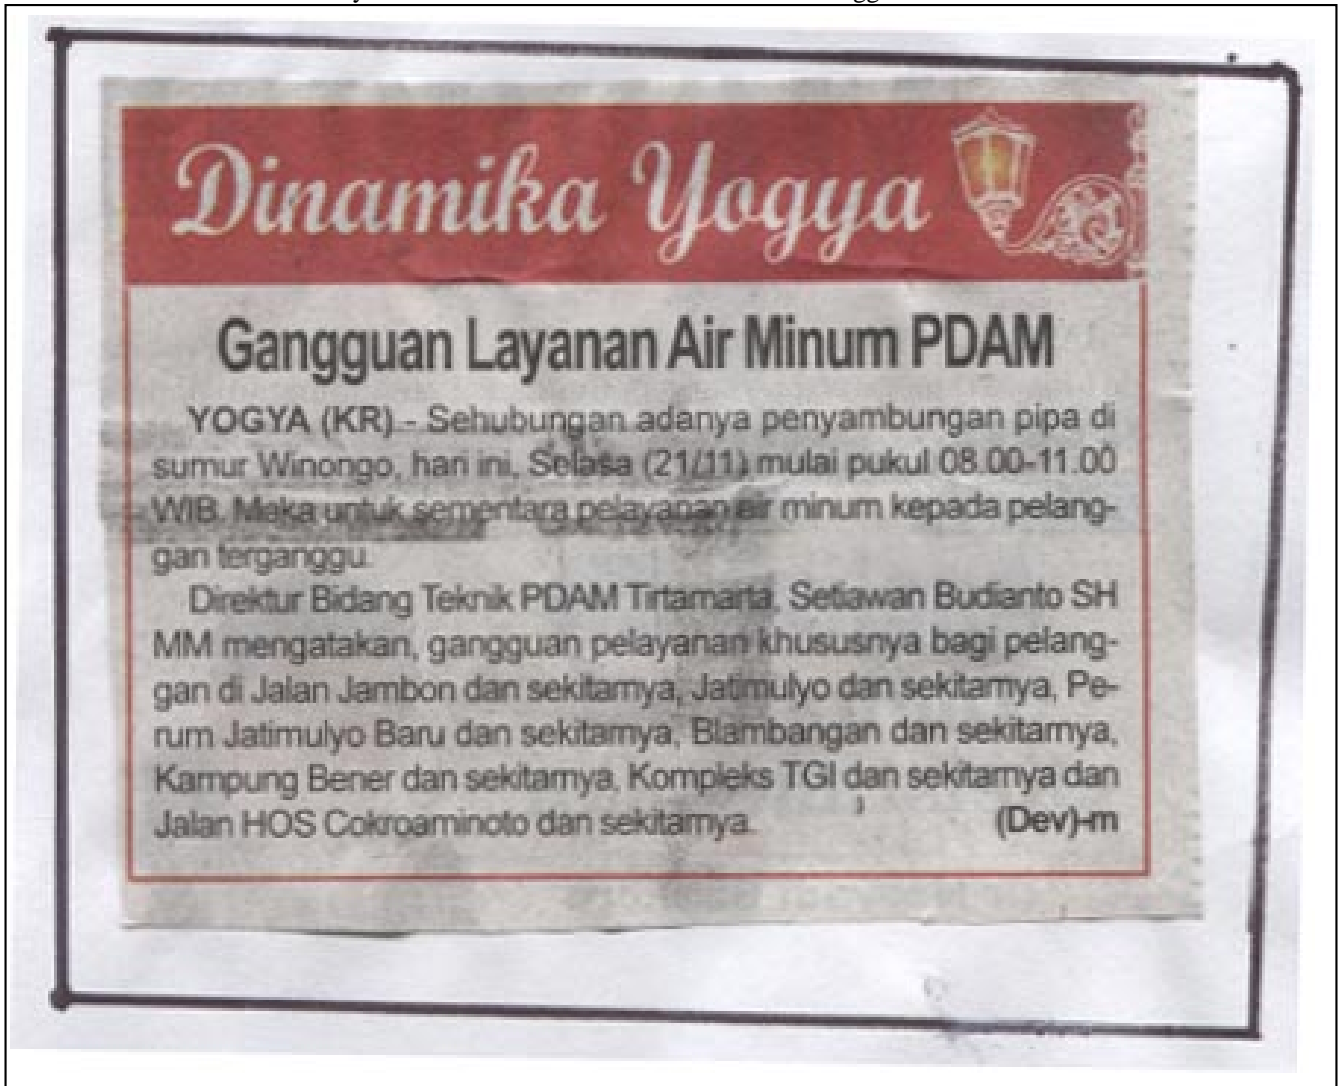 Dinamika Yogya
Gangguan Layanan Air Minum PDAM
YOGYA (KR) - Sehubungan adanya penyambungan pipa di
sumur Winongo, hari ini, Selasa (21/11) mulai pukul 08.00-11.00
WIB. Maka untuk sementara pelayanan air minum kepada pelang-
gan terganggu.
Direktur Bidang Teknik PDAM Tirtamarta, Setiawan Budianto SH
MM mengatakan, gangguan pelayanan khususnya bagi pelang-
gan di Jalan Jambon dan sekitarnya, Jatimulyo dan sekitarnya, Pe-
rum Jatimulyo Baru dan sekitarnya, Blambangan dan sekitarnya,
Kampung Bener dan sekitarnya, Kompleks TGI dan sekitarnya dan
Jalan HOS Cokroaminoto dan sekitarnya. (Dev)-m